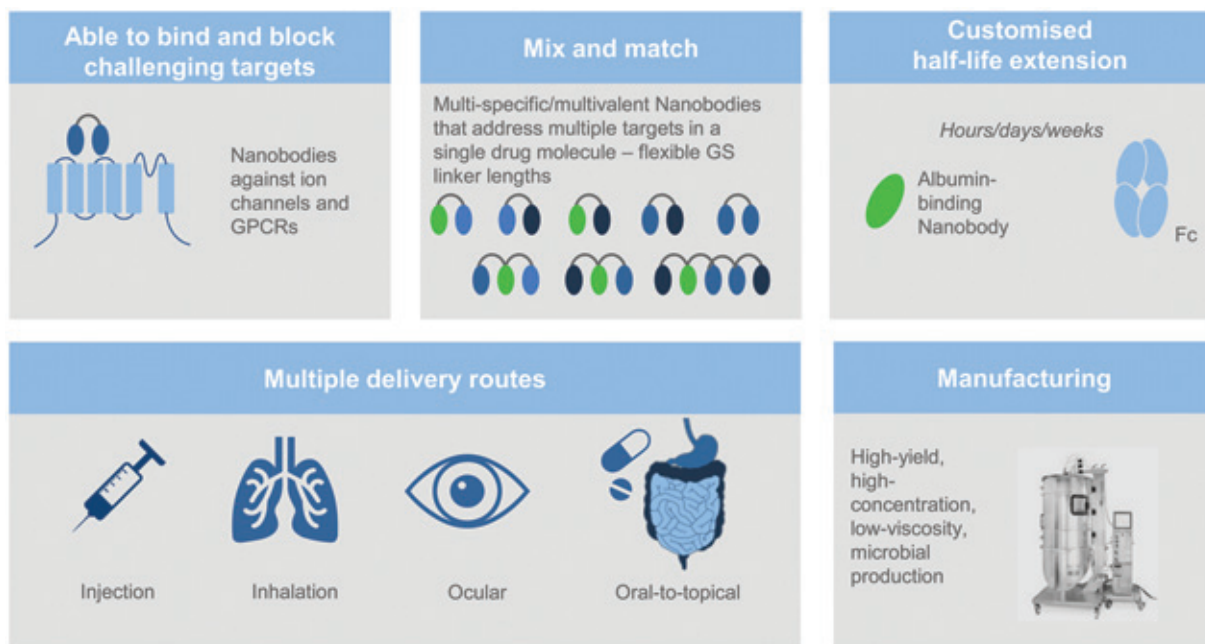 Able to bind and block
challenging targets
Nanobodies
against ion
channels and
GPCRs
Mix and match
Multi-specific/multivalent Nanobodies
that address multiple targets in a
single drug molecule – flexible GS
linker lengths
Customised
half-life extension
Hours/days/weeks
Albumin-
binding
Nanobody
Fc
Multiple delivery routes
Injection
Inhalation
Ocular
Oral-to-topical
Manufacturing
High-yield,
high-
concentration,
low-viscosity,
microbial
production